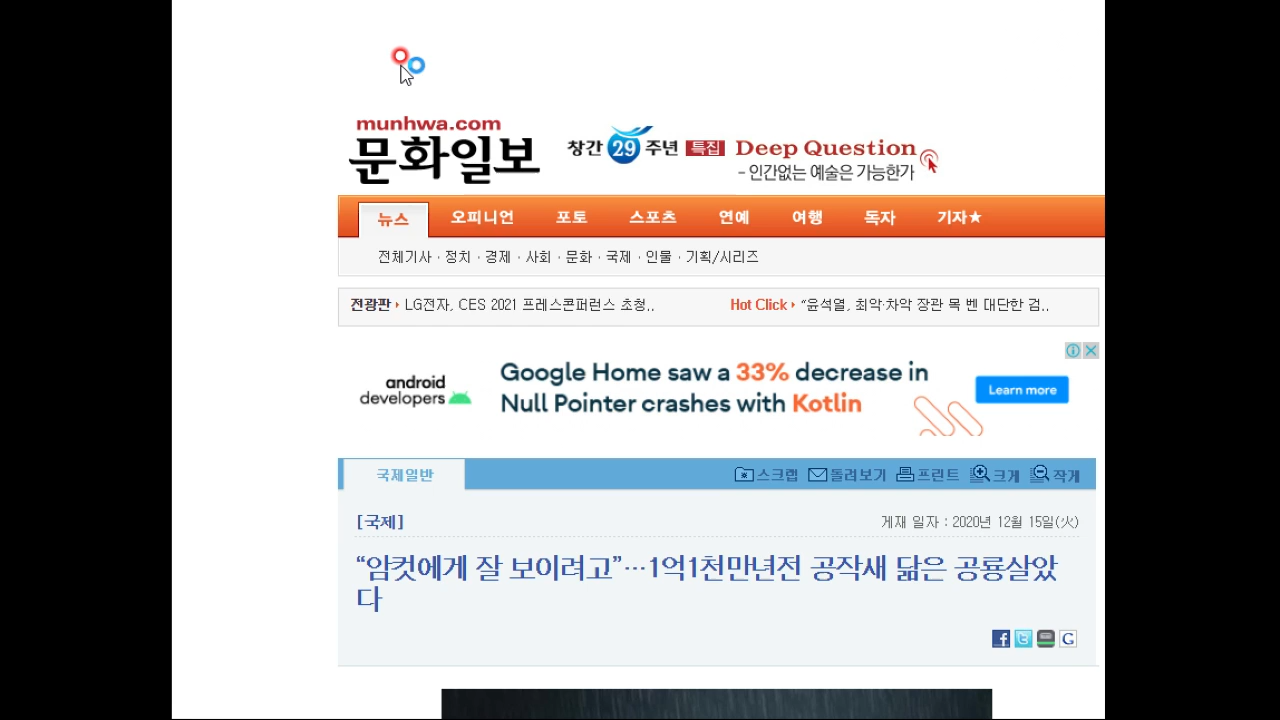 munhwa.com
문화일보
창간 29 주년 특집 Deep Question
- 인간없는 예술은 가능한가
뉴스 오피니언 포토 스포츠 연예 여행 독자 기자★
전체기사 · 정치 · 경제 · 사회 · 문화 · 국제 · 인물 · 기획/시리즈
전광판 LG전자, CES 2021 프레스콘퍼런스 초청..
Hot Click “윤석열, 최악·차악 장관 목 벤 대단한 검..
android
developers
Google Home saw a 33% decrease in
Null Pointer crashes with Kotlin
Learn more
국제일반 스크랩 돌려보기 프린트 크게 작게
[국제] 게재 일자 : 2020년 12월 15일(火)
“암컷에게 잘 보이려고”…1억1천만년전 공작새 닮은 공룡살았
다